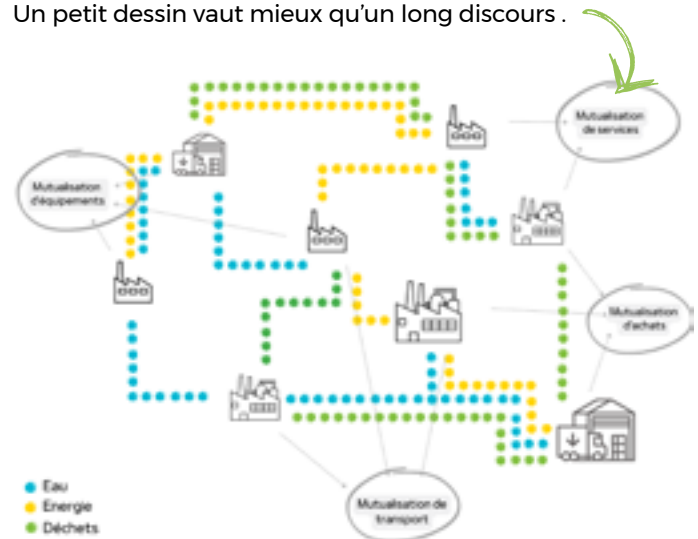 Un petit dessin vaut mieux qu'un long discours .
Mutualisation
de services
Mutualisation
d'équipements
Mutualisation
d'achats
Mutualisation de
transport
Eau
Energie
Déchets